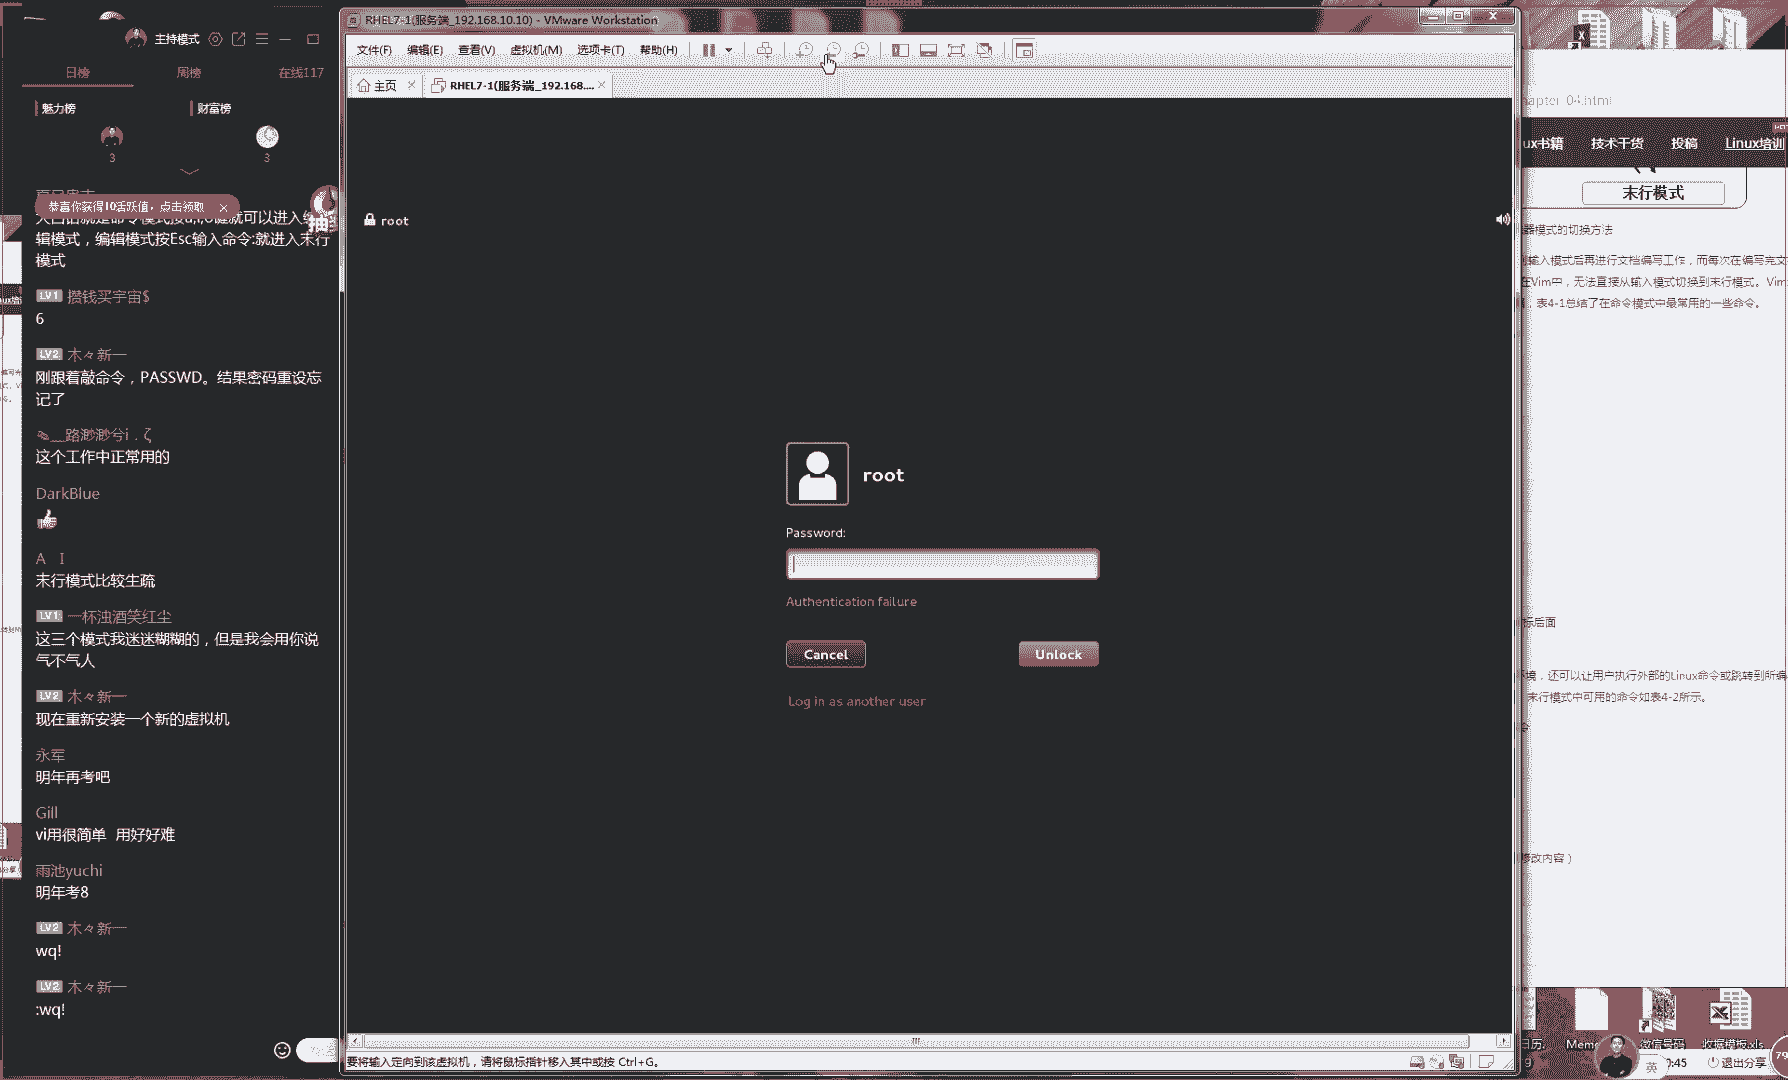 主持模式
日榜
周榜
在线117
魅力榜
财富榜
3
3
恭喜你获得10活跃值，点击领取
辑模式，编辑模式按Esc输入命令:就进入末行
模式
LV1 攒钱买宇宙$
6
LV2 木々新一
刚跟着敲命令，PASSWD。结果密码重设忘
记了
这个工作中正常用的
DarkBlue
A I
末行模式比较生疏
LV1 一杯浊酒笑红尘
这三个模式我迷迷糊糊的，但是我会用你说
气不气人
LV2 木々新一
现在重新安装一个新的虚拟机
永军
明年再考吧
Gill
vi用很简单 用好好难
雨池yuchi
明年考8
LV2 木々新一
wq!
LV2 木々新一
:wq!
RHEL7-1(服务端_192.168.10.10) - VMware Workstation
文件(F) 编辑(E) 查看(V) 虚拟机(M) 选项卡(T) 帮助(H)
主页
RHEL7-1(服务端_192.168....
root
root
Password:
Authentication failure
Cancel
Unlock
Log in as another user
要将输入定向到该虚拟机，请将鼠标指针移入其中或按 Ctrl+G。
apter-04.html
ux书籍 技术干货 投稿 Linux培训
末行模式
器模式的切换方法
输入模式后再进行文档编写工作，而每次在编写完文
在Vim中，无法直接从输入模式切换到末行模式。Vim
表4-1总结了在命令模式中最常用的一些命令。
标后面
境，还可以让用户执行外部的Linux命令或跳转到所编
末行模式中可用的命令如表4-2所示。
令
修改内容）
日历.
Mem
微信号码
收据模板.xls
英
0:45
退出分享
79